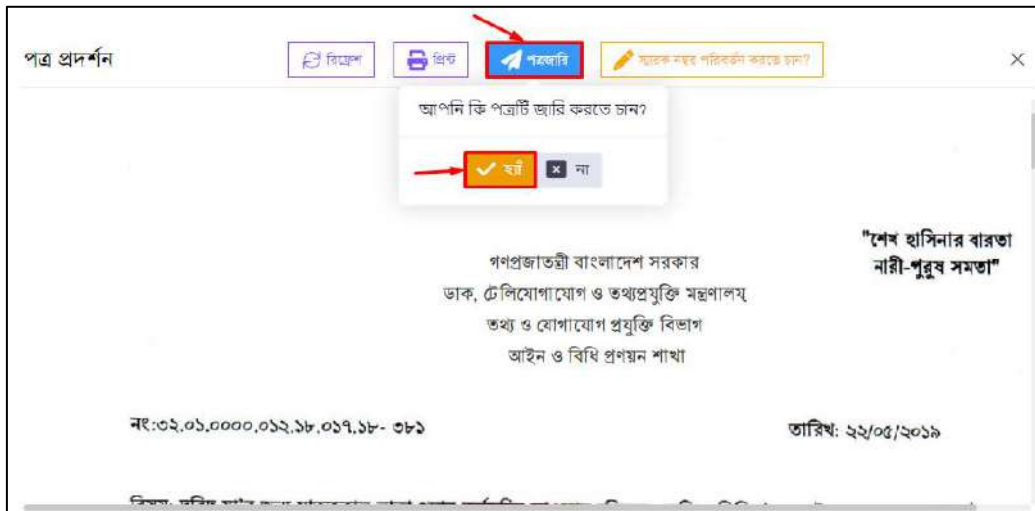 পত্র প্রদর্শন
রিফ্রেশ
প্রিন্ট
পত্রজারি
স্মারক নম্বর পরিবর্তন করতে চান?
আপনি কি পত্রটি জারি করতে চান?
হ্যাঁ
না
"শেখ হাসিনার বারতা
নারী-পুরুষ সমতা"
গণপ্রজাতন্ত্রী বাংলাদেশ সরকার
ডাক, টেলিযোগাযোগ ও তথ্যপ্রযুক্তি মন্ত্রণালয়
তথ্য ও যোগাযোগ প্রযুক্তি বিভাগ
আইন ও বিধি প্রণয়ন শাখা
নং:৩২.০১.০০০০.০১২.১৮.০১৭.১৮- ৩৮১
তারিখ: ২২/০৫/২০১৯